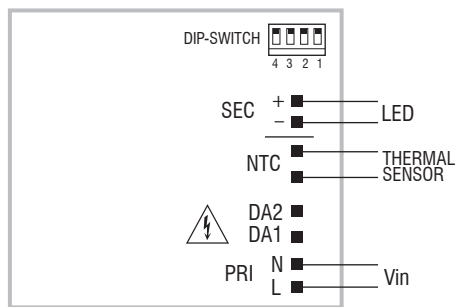 DIP-SWITCH
4 3 2 1
SEC + LED
−
NTC THERMAL
SENSOR
DA2
DA1
PRI N Vin
L